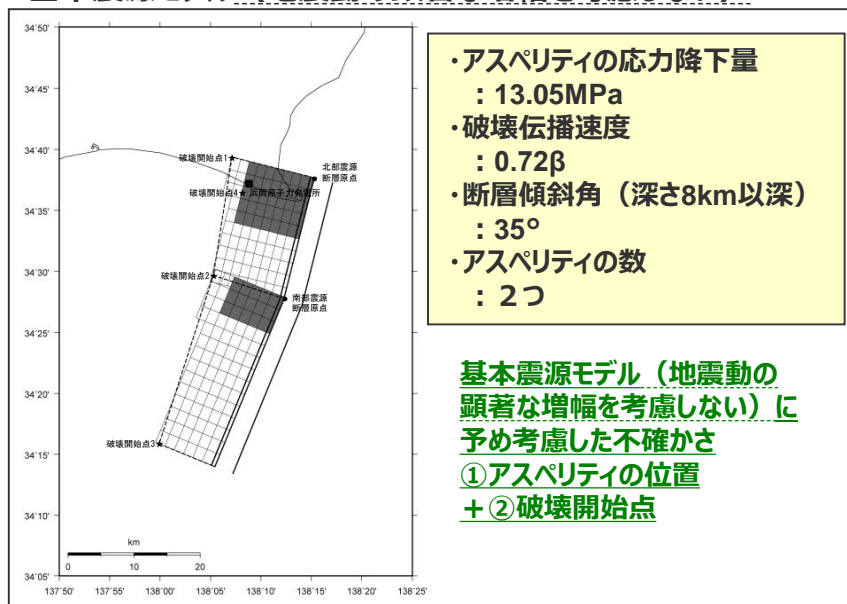 34˚50'
34˚45'
34˚40'
34˚35'
34˚30'
34˚25'
34˚20'
34˚15'
34˚10'
34˚05'
137˚50'
137˚55'
138˚00'
138˚05'
138˚10'
138˚15'
138˚20'
138˚25'
破壊開始点1
北部震源
断層原点
破壊開始点4
浜岡原子力発電所
破壊開始点2
南部震源
断層原点
破壊開始点3
km
0 10 20
・アスペリティの応力降下量
：13.05MPa
・破壊伝播速度
：0.72β
・断層傾斜角（深さ8km以深）
：35°
・アスペリティの数
：２つ
基本震源モデル（地震動の
顕著な増幅を考慮しない）に
予め考慮した不確かさ
①アスペリティの位置
＋②破壊開始点